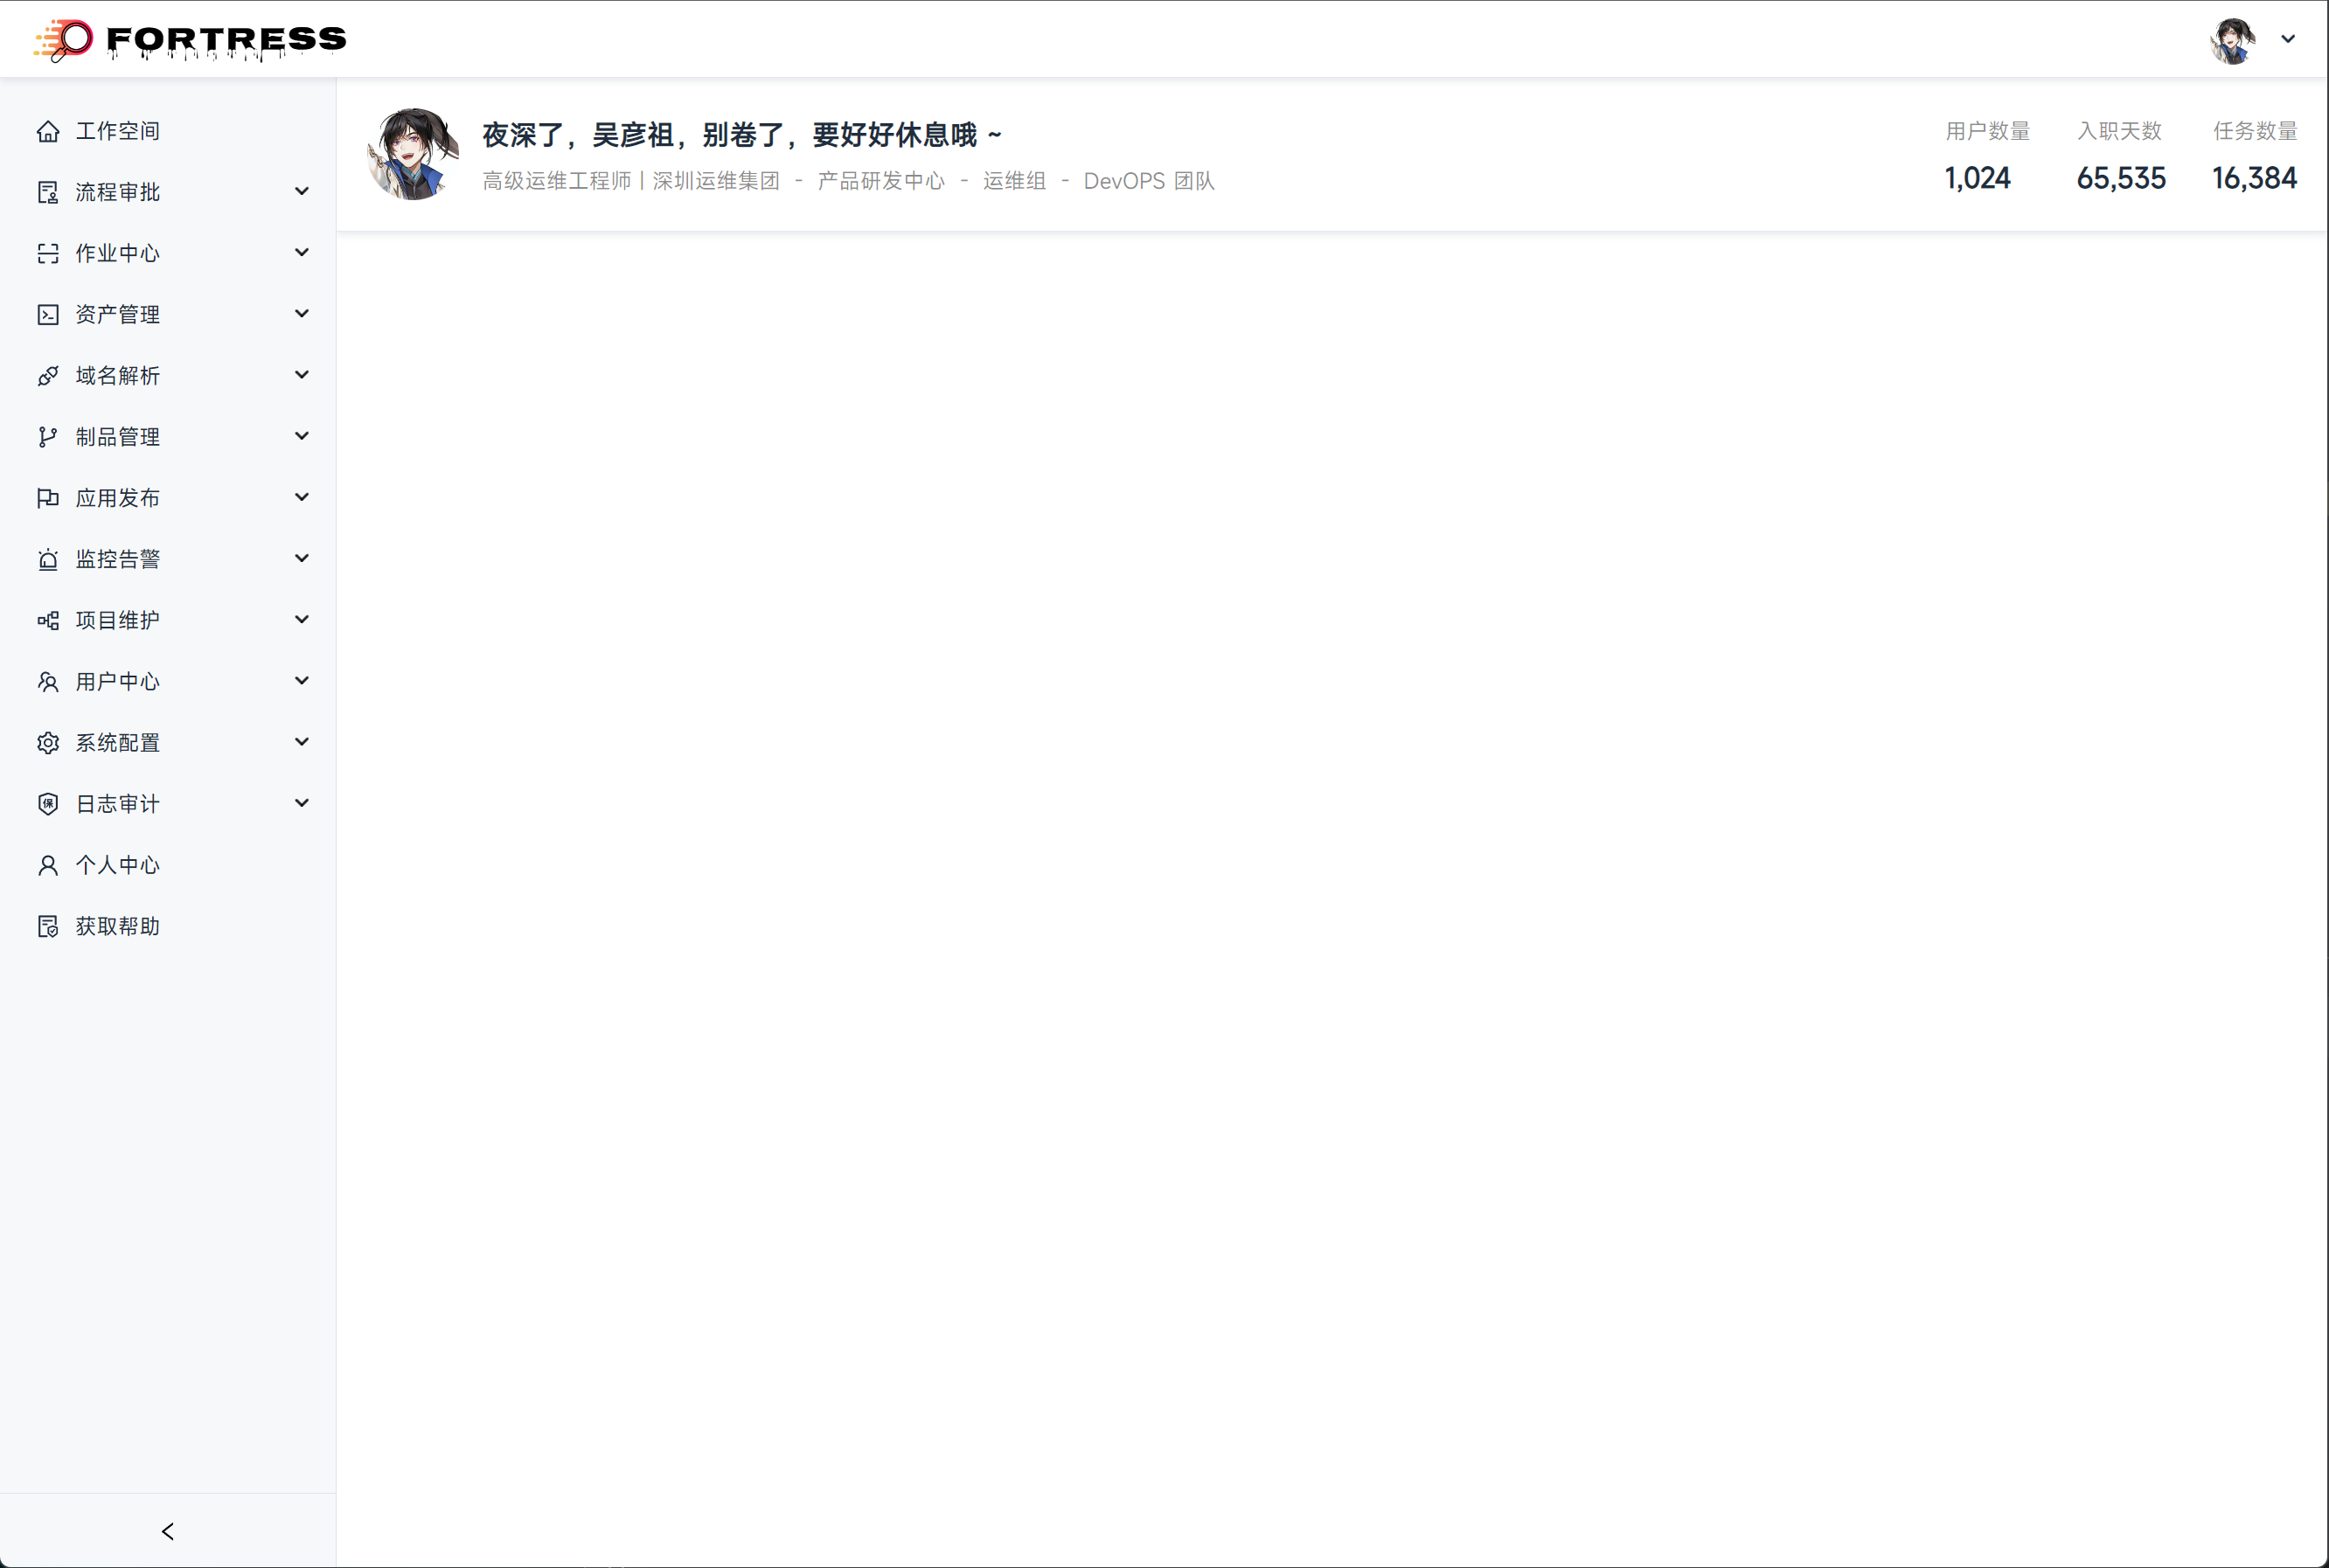 FORTRESS
工作空间
流程审批
作业中心
资产管理
域名解析
制品管理
应用发布
监控告警
项目维护
用户中心
系统配置
保
日志审计
个人中心
获取帮助
夜深了，吴彦祖，别卷了，要好好休息哦 ~
高级运维工程师 | 深圳运维集团 - 产品研发中心 - 运维组 - DevOPS 团队
用户数量 入职天数 任务数量
1,024 65,535 16,384